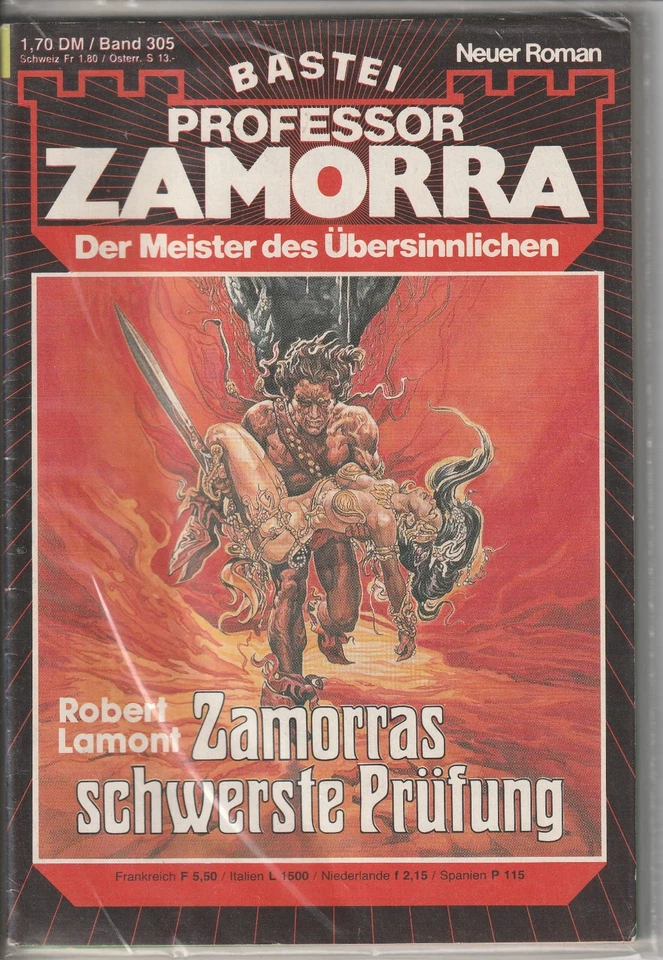 1,70 DM / Band 305
Schweiz Fr 1.80 / Österr. S 13.-
Neuer Roman
BASTEI
PROFESSOR
ZAMORRA
Der Meister des Übersinnlichen
Robert
Lamont
Zamorras
schwerste Prüfung
Frankreich F 5,50 / Italien L 1500 / Niederlande f 2,15 / Spanien P 115